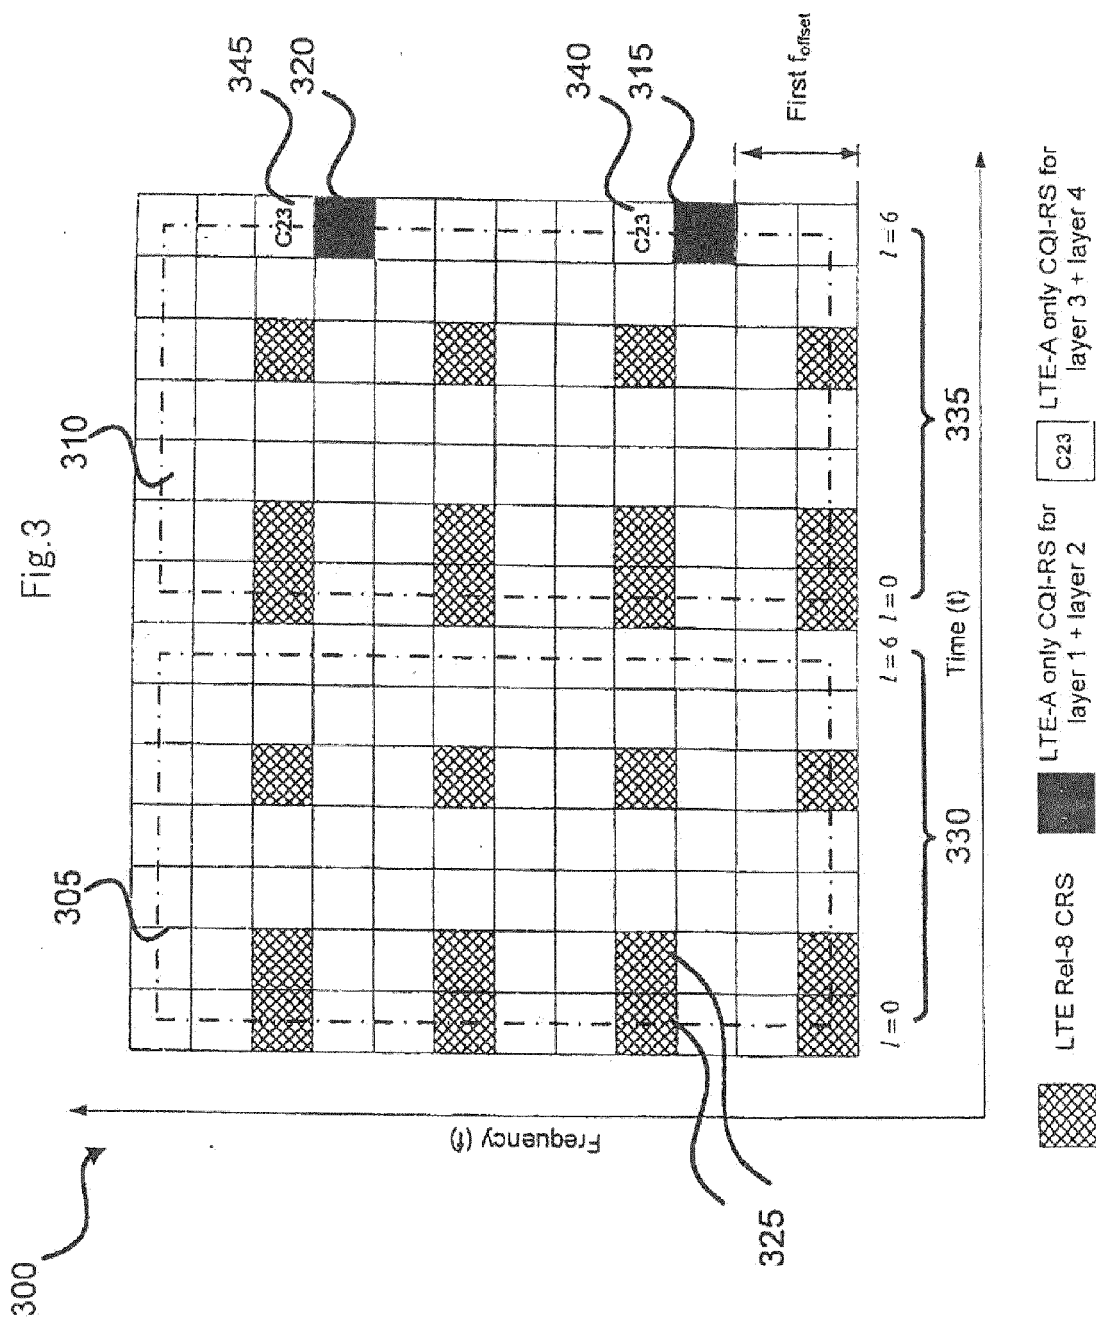 Fig.3
300
305
310
345
320
340
315
C23
C23
First f_offset
Frequency (f)
325
l = 0
l = 6
l = 0
l = 6
330
335
Time (t)
LTE Rel-8 CRS
LTE-A only CQI-RS for
layer 1 + layer 2
C23
LTE-A only CQI-RS for
layer 3 + layer 4